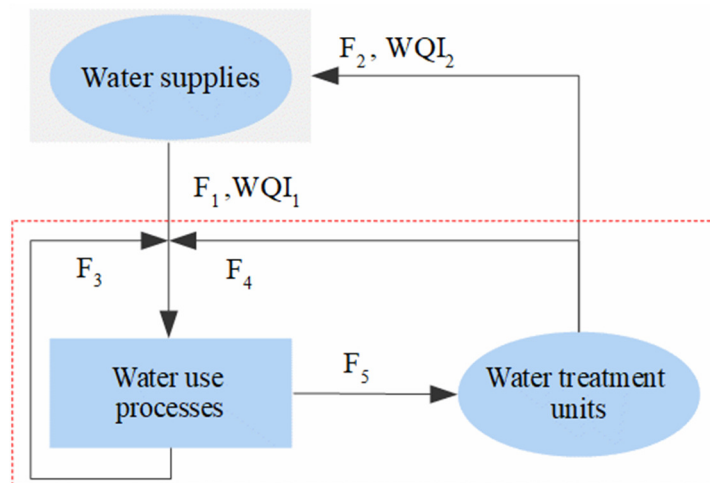 Water supplies
F₂, WQI₂
F₁,WQI₁
F₃
F₄
Water use
processes
F₅
Water treatment
units